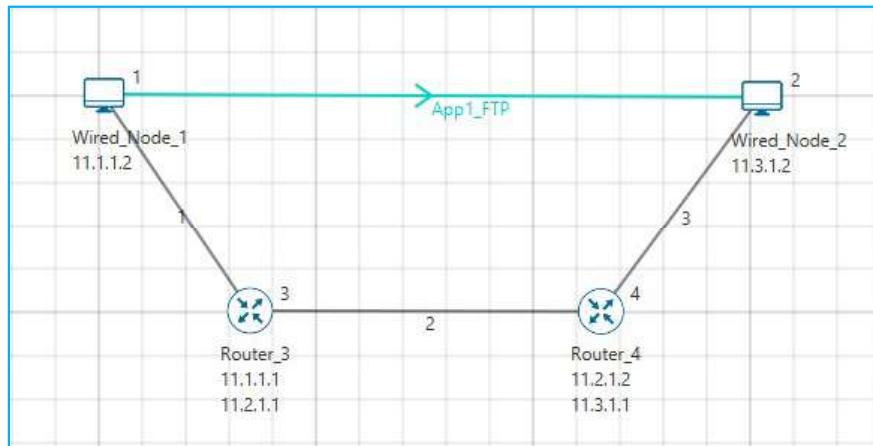 1
2
App1_FTP
Wired_Node_1
11.1.1.2
Wired_Node_2
11.3.1.2
1
3
3
4
2
Router_3
11.1.1.1
11.2.1.1
Router_4
11.2.1.2
11.3.1.1